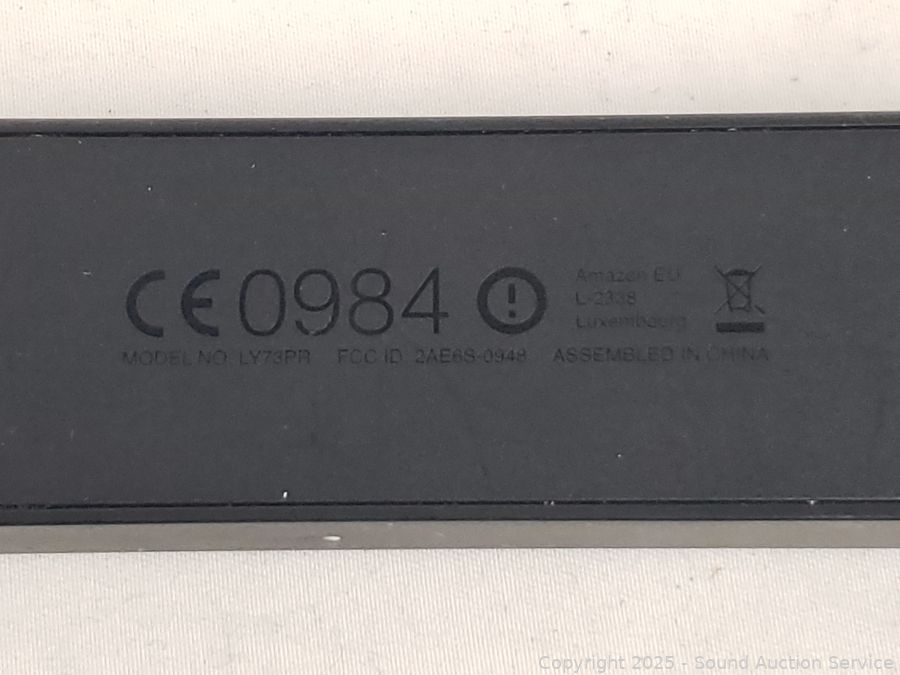 CE0984
Amazon EU
L-2338
Luxembourg
MODEL NO. LY73PR FCC ID 2AE6S-0948 ASSEMBLED IN CHINA
Copyright 2025 - Sound Auction Service